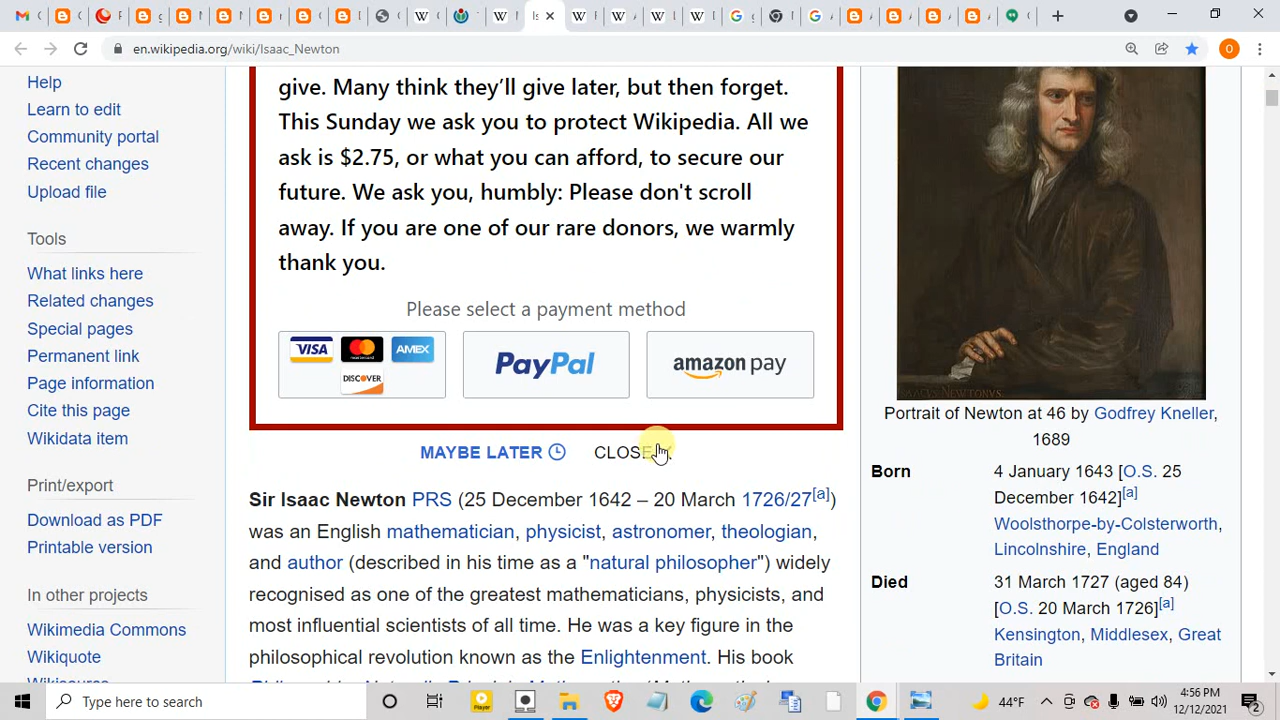 en.wikipedia.org/wiki/Isaac_Newton
O
Help
Learn to edit
Community portal
Recent changes
Upload file
Tools
What links here
Related changes
Special pages
Permanent link
Page information
Cite this page
Wikidata item
Print/export
Download as PDF
Printable version
In other projects
Wikimedia Commons
Wikiquote
give. Many think they'll give later, but then forget.
This Sunday we ask you to protect Wikipedia. All we
ask is $2.75, or what you can afford, to secure our
future. We ask you, humbly: Please don't scroll
away. If you are one of our rare donors, we warmly
thank you.
Please select a payment method
VISA
AMEX
DISCOVER
PayPal
amazon pay
MAYBE LATER
CLOSE
Sir Isaac Newton PRS (25 December 1642 – 20 March 1726/27[a])
was an English mathematician, physicist, astronomer, theologian,
and author (described in his time as a "natural philosopher") widely
recognised as one of the greatest mathematicians, physicists, and
most influential scientists of all time. He was a key figure in the
philosophical revolution known as the Enlightenment. His book
Portrait of Newton at 46 by Godfrey Kneller,
1689
Born
4 January 1643 [O.S. 25
December 1642][a]
Woolsthorpe-by-Colsterworth,
Lincolnshire, England
Died
31 March 1727 (aged 84)
[O.S. 20 March 1726][a]
Kensington, Middlesex, Great
Britain
Type here to search
Player
44°F
4:56 PM
12/12/2021
2